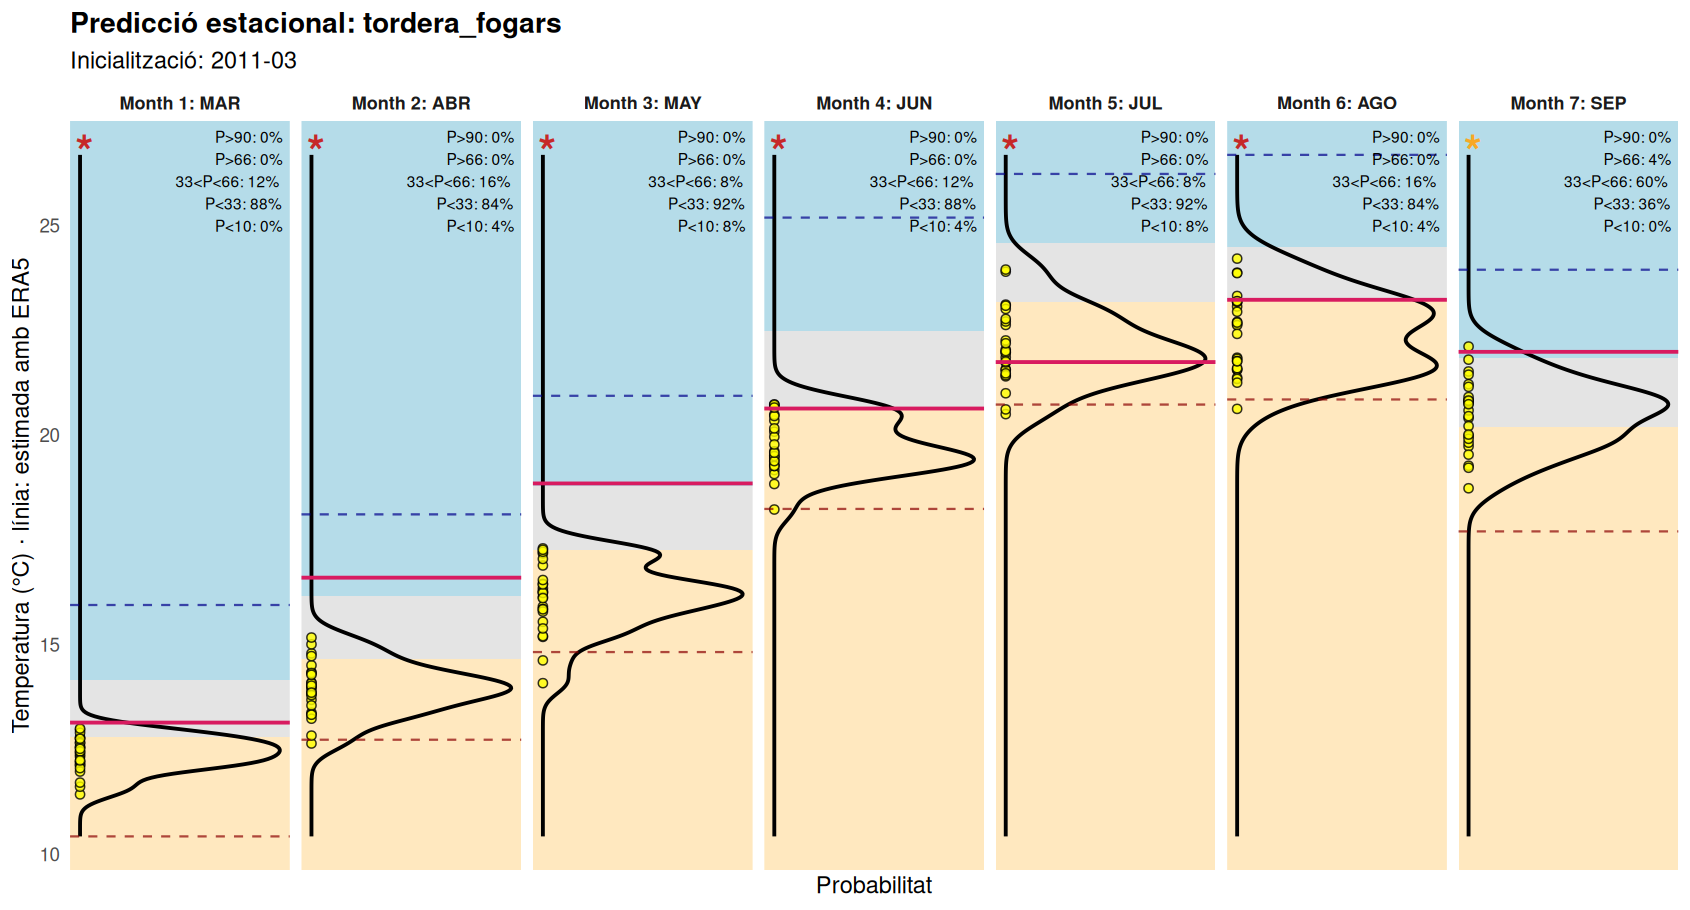 Predicció estacional: tordera_fogars
Inicialització: 2011-03
Month 1: MAR
Month 2: ABR
Month 3: MAY
Month 4: JUN
Month 5: JUL
Month 6: AGO
Month 7: SEP
*
P>90: 0%
P>66: 0%
33<P<66: 12%
P<33: 88%
P<10: 0%
*
P>90: 0%
P>66: 0%
33<P<66: 16%
P<33: 84%
P<10: 4%
*
P>90: 0%
P>66: 0%
33<P<66: 8%
P<33: 92%
P<10: 8%
*
P>90: 0%
P>66: 0%
33<P<66: 12%
P<33: 88%
P<10: 4%
*
P>90: 0%
P>66: 0%
33<P<66: 8%
P<33: 92%
P<10: 8%
*
P>90: 0%
P>66: 0%
33<P<66: 16%
P<33: 84%
P<10: 4%
*
P>90: 0%
P>66: 4%
33<P<66: 60%
P<33: 36%
P<10: 0%
25
20
15
10
Temperatura (°C) · línia: estimada amb ERA5
Probabilitat